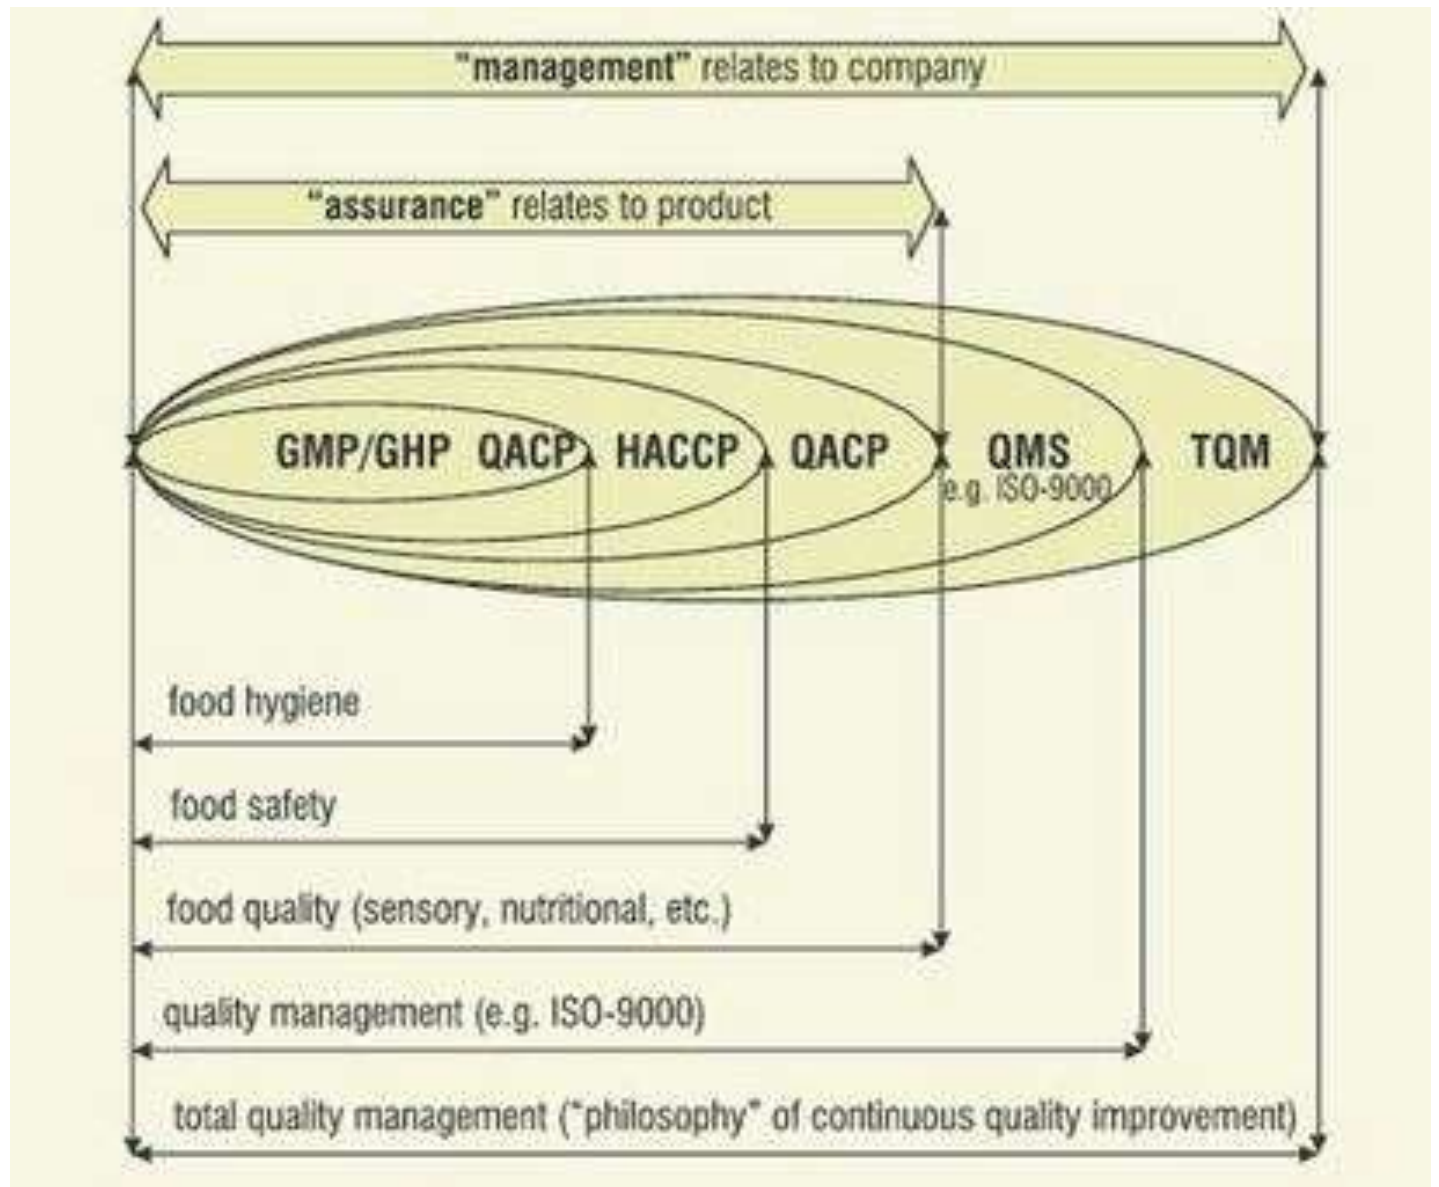 "management" relates to company
"assurance" relates to product
GMP/GHP QACP HACCP QACP QMS TQM
e.g. ISO-9000
food hygiene
food safety
food quality (sensory, nutritional, etc.)
quality management (e.g. ISO-9000)
total quality management ("philosophy" of continuous quality improvement)